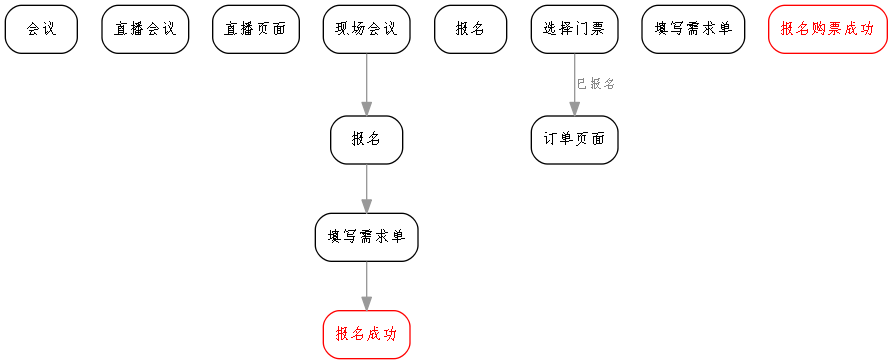 会议
直播会议
直播页面
现场会议
报名
选择门票
填写需求单
报名购票成功
已报名
报名
订单页面
填写需求单
报名成功